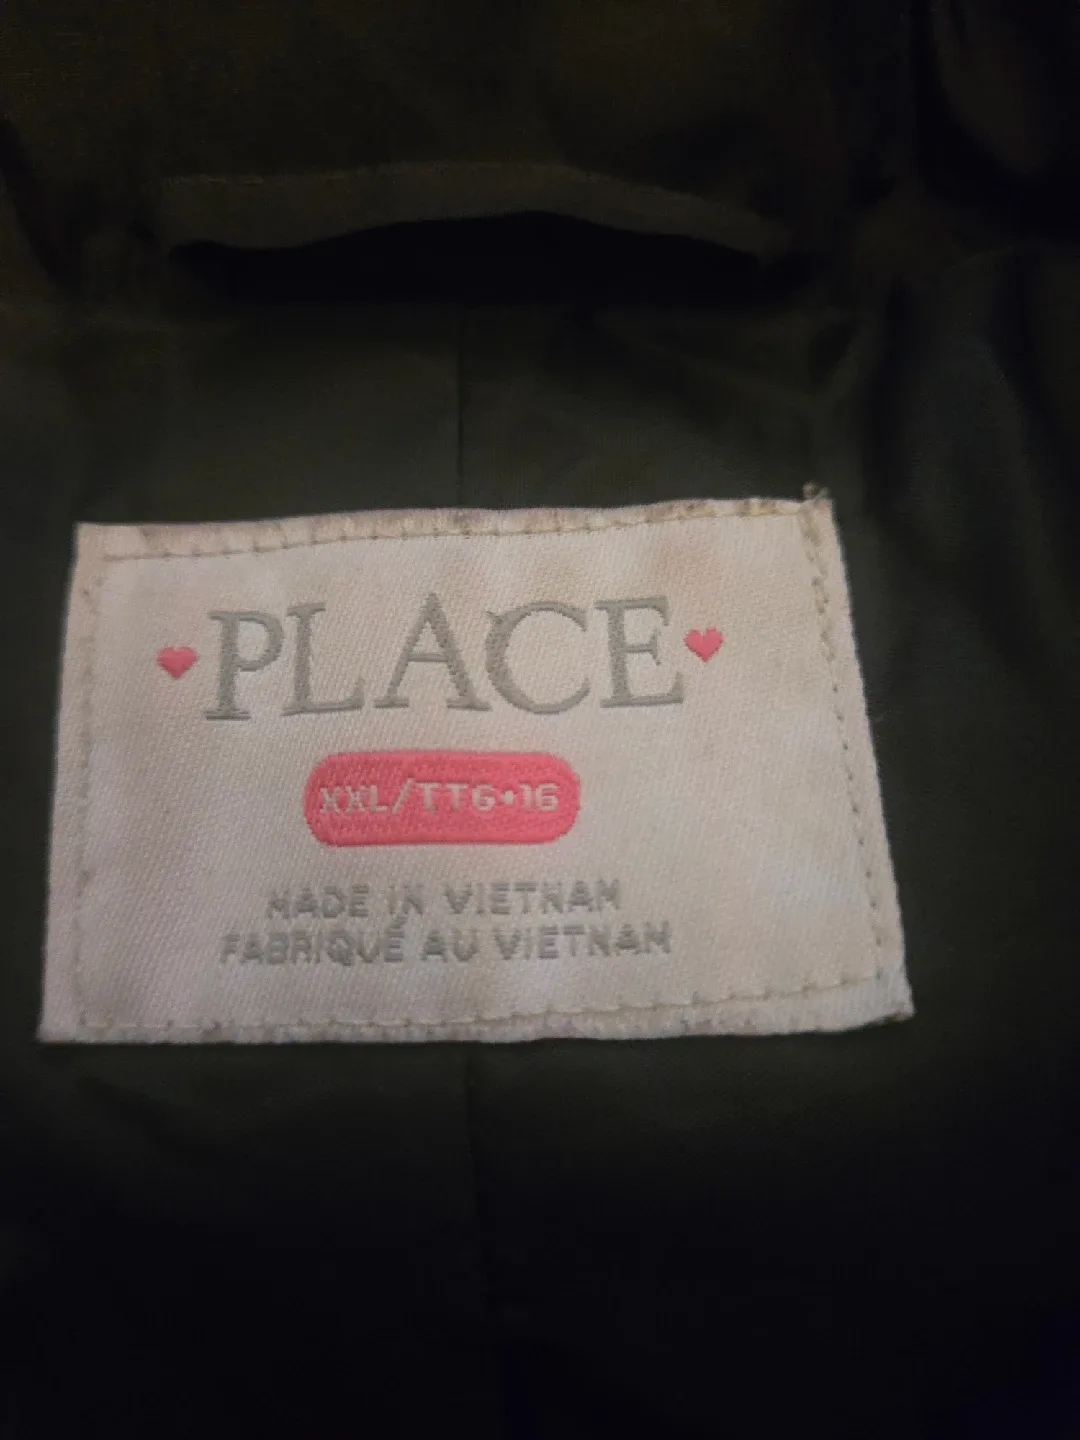 ♥PLACE♥
XXL/TTG•16
MADE IN VIETNAM
FABRIQUÉ AU VIETNAM